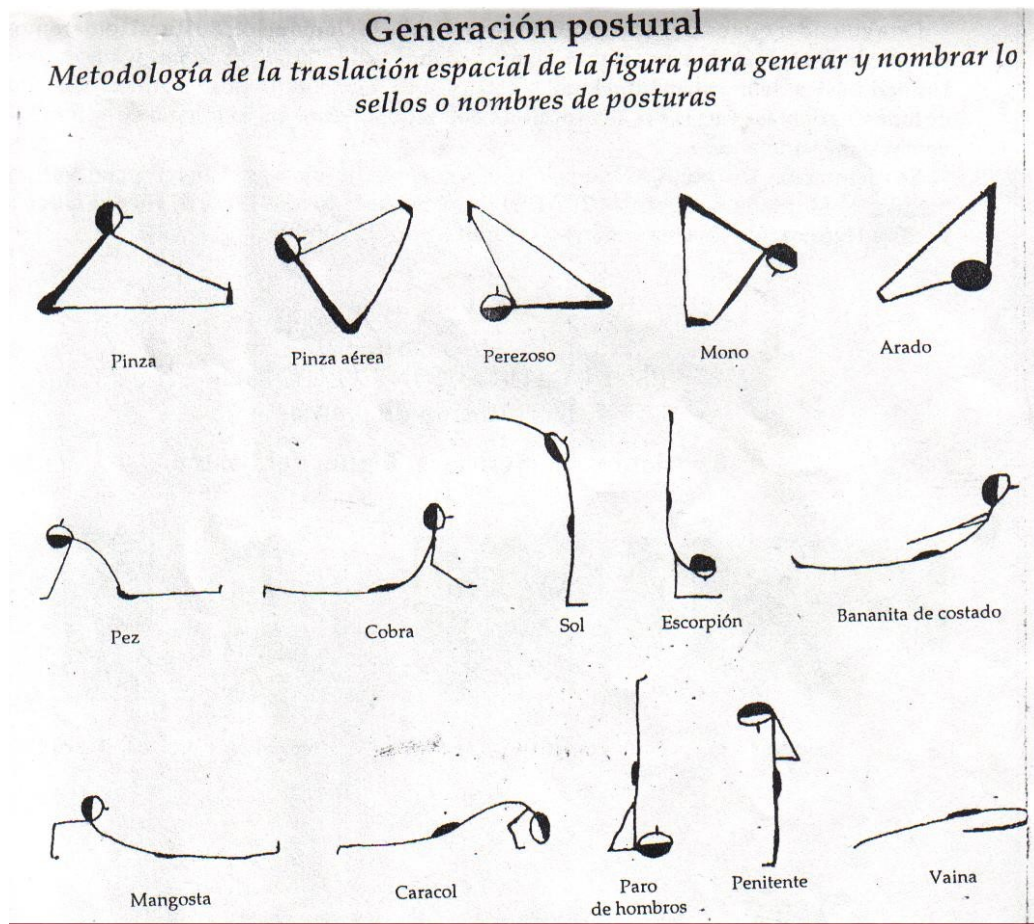 Generación postural
Metodología de la traslación espacial de la figura para generar y nombrar lo
sellos o nombres de posturas
Pinza
Pinza aérea
Perezoso
Mono
Arado
Pez
Cobra
Sol
Escorpión
Bananita de costado
Mangosta
Caracol
Paro
de hombros
Penitente
Vaina